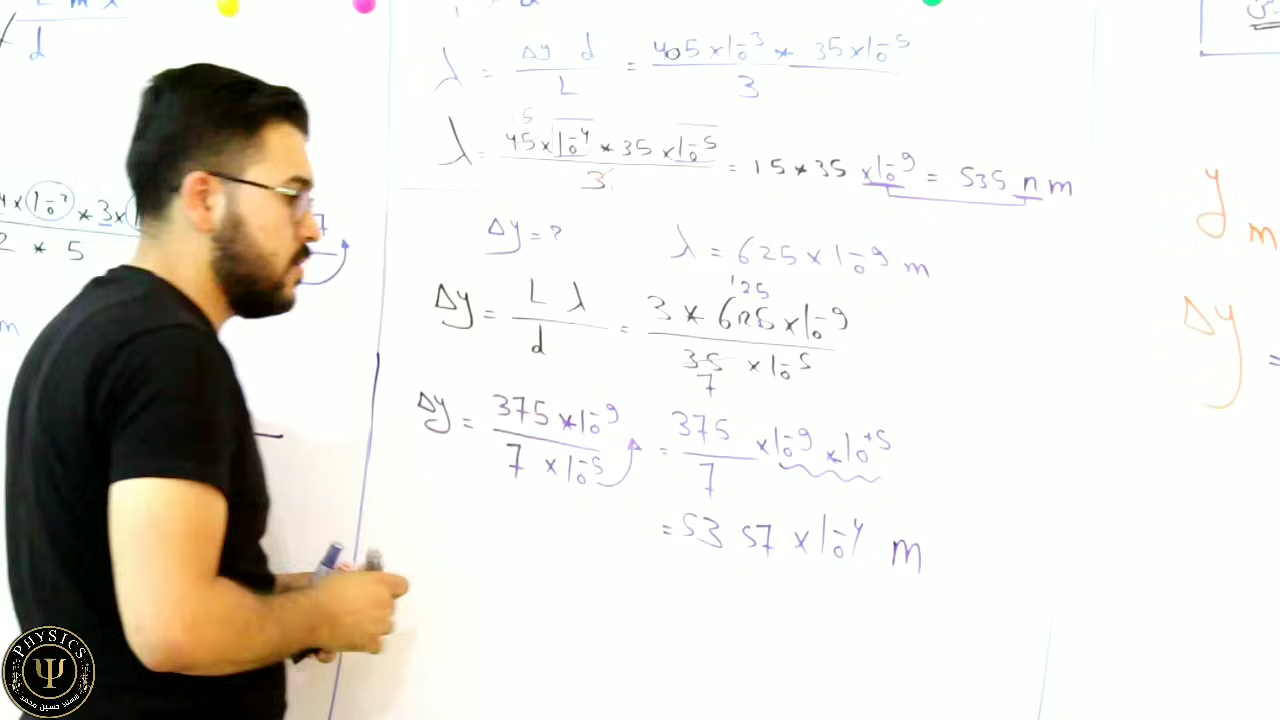 d
λ = Δy d / L = 405 × 10^-3 * 35 × 10^-5 / 3
λ = 45 × 10^-4 * 35 × 10^-5 / 3 = 15 * 35 × 10^-9 = 535 n m
5
4 × 10^-2 * 3 ×
2 * 5
Δy = ? λ = 625 × 10^-9 m
Δy = L λ / d = 3 * 625 × 10^-9 / 35 × 10^-5
125
7
Δy = 375 * 10^-9 / 7 × 10^-5 = 375 / 7 × 10^-9 × 10^+5
= 53 57 × 10^-4 m
m
y m
Δy =
PHYSICS
Ψ